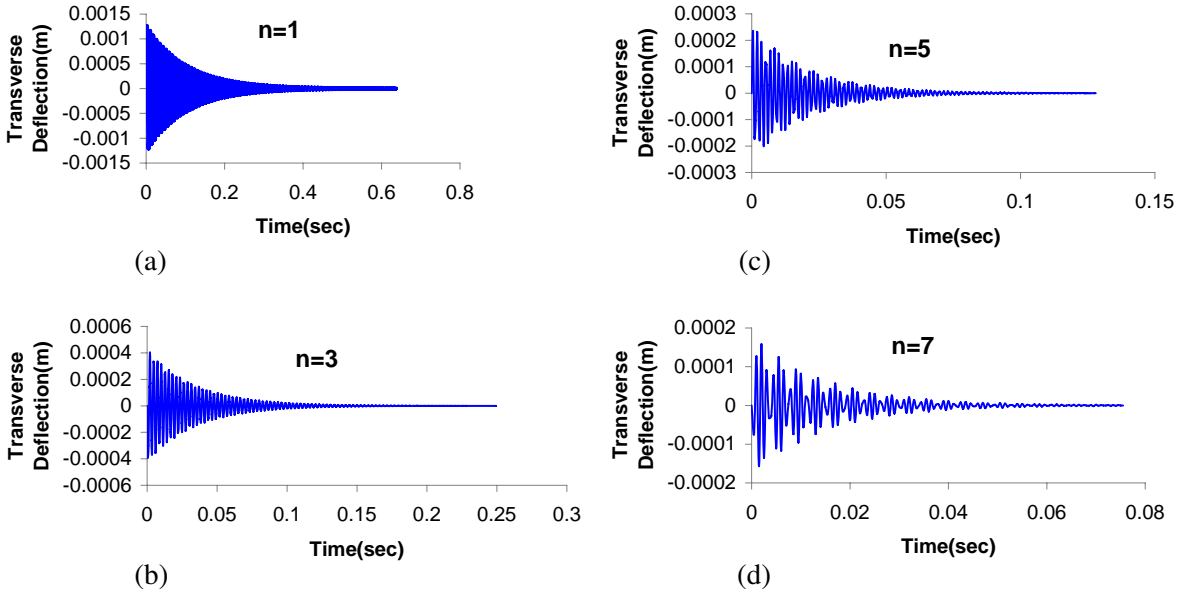 Transverse
Deflection(m)
0.0015
0.001
0.0005
0
-0.0005
-0.001
-0.0015
n=1
0 0.2 0.4 0.6 0.8
Time(sec)
(a)
Transverse
Deflection(m)
0.0006
0.0004
0.0002
0
-0.0002
-0.0004
-0.0006
n=3
0 0.05 0.1 0.15 0.2 0.25 0.3
Time(sec)
(b)
Transverse
Deflection(m)
0.0003
0.0002
0.0001
0
-0.0001
-0.0002
-0.0003
n=5
0 0.05 0.1 0.15
Time(sec)
(c)
Transverse
Deflection(m)
0.0002
0.0001
0
-0.0001
-0.0002
n=7
0 0.02 0.04 0.06 0.08
Time(sec)
(d)